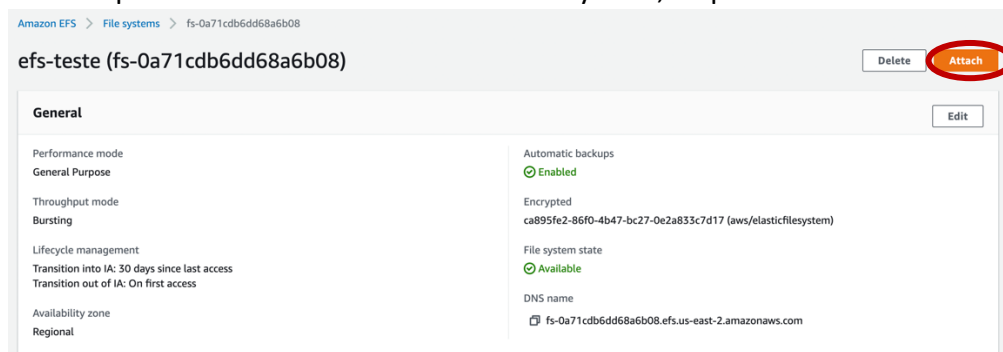 Amazon EFS > File systems > fs-0a71cdb6dd68a6b08
efs-teste (fs-0a71cdb6dd68a6b08)
Delete
Attach
General
Edit
Performance mode
General Purpose
Throughput mode
Bursting
Lifecycle management
Transition into IA: 30 days since last access
Transition out of IA: On first access
Availability zone
Regional
Automatic backups
Enabled
Encrypted
ca895fe2-86f0-4b47-bc27-0e2a833c7d17 (aws/elasticfilesystem)
File system state
Available
DNS name
fs-0a71cdb6dd68a6b08.efs.us-east-2.amazonaws.com